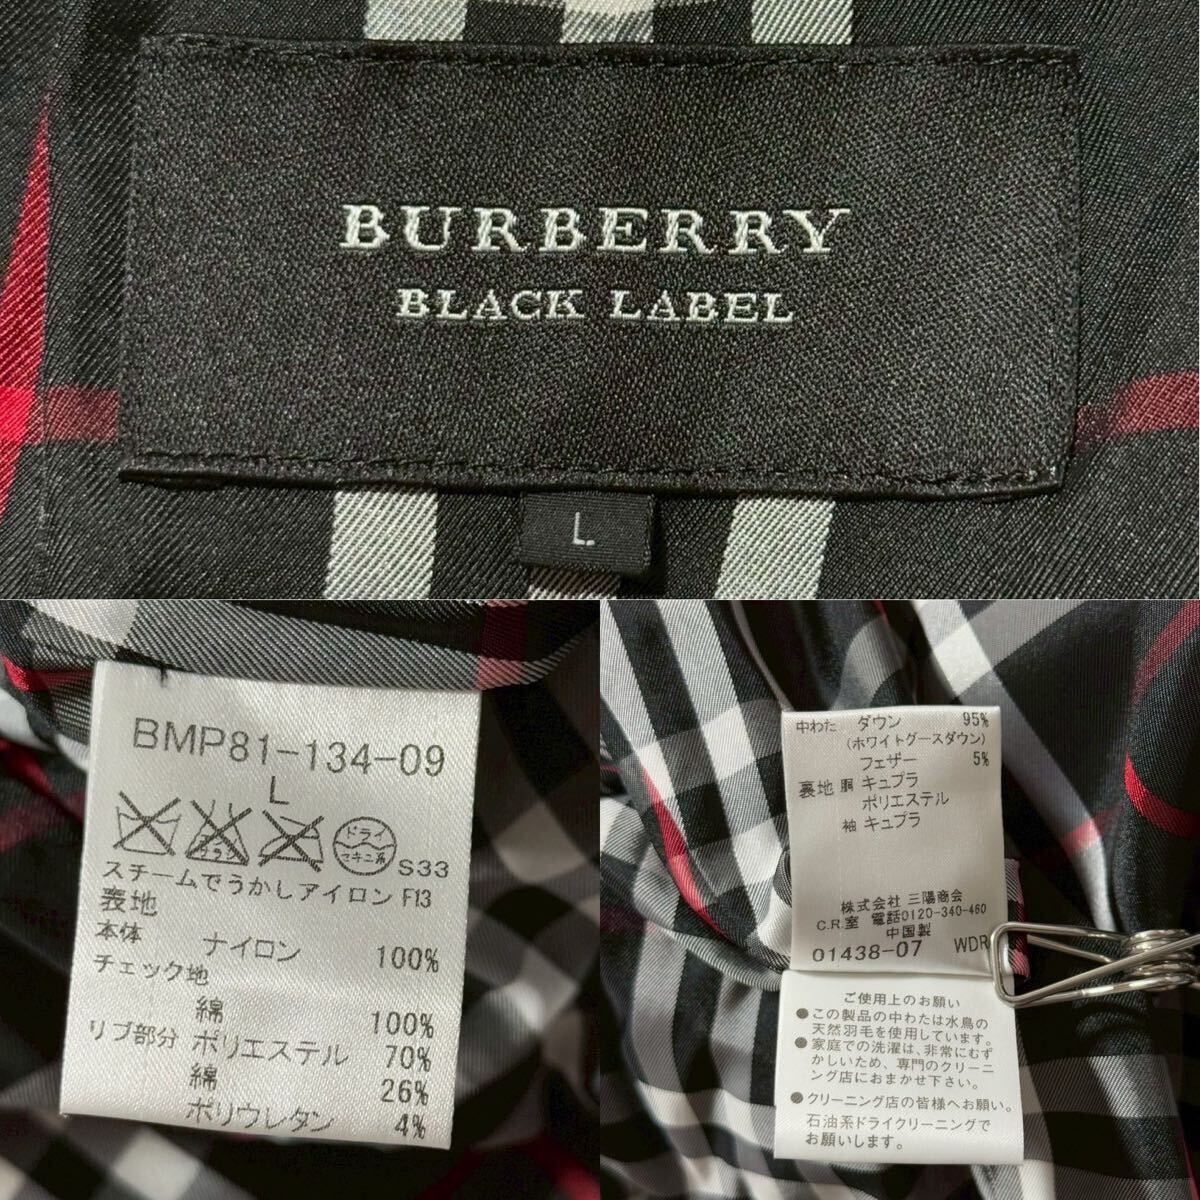 BURBERRY
BLACK LABEL
L
BMP81-134-09
L
エンソ
クラン
ドライ
セキユ系
S33
スチームでうかしアイロン F13
表地
本体
ナイロン 100%
チェック地
綿 100%
リブ部分 ポリエステル 70%
綿 26%
ポリウレタン 4%
中わた ダウン 95%
(ホワイトグースダウン)
フェザー 5%
裏地 胴 キュプラ
ポリエステル
袖 キュプラ
株式会社 三陽商会
C.R.室 電話0120-340-460
中国製
01438-07 WDR
ご使用上のお願い
●この製品の中わたは水鳥の
天然羽毛を使用しています。
●家庭での洗濯は、非常にむず
かしいため、専門のクリーニ
ング店におまかせ下さい。
●クリーニング店の皆様へお願い。
石油系ドライクリーニングで
お願いします。